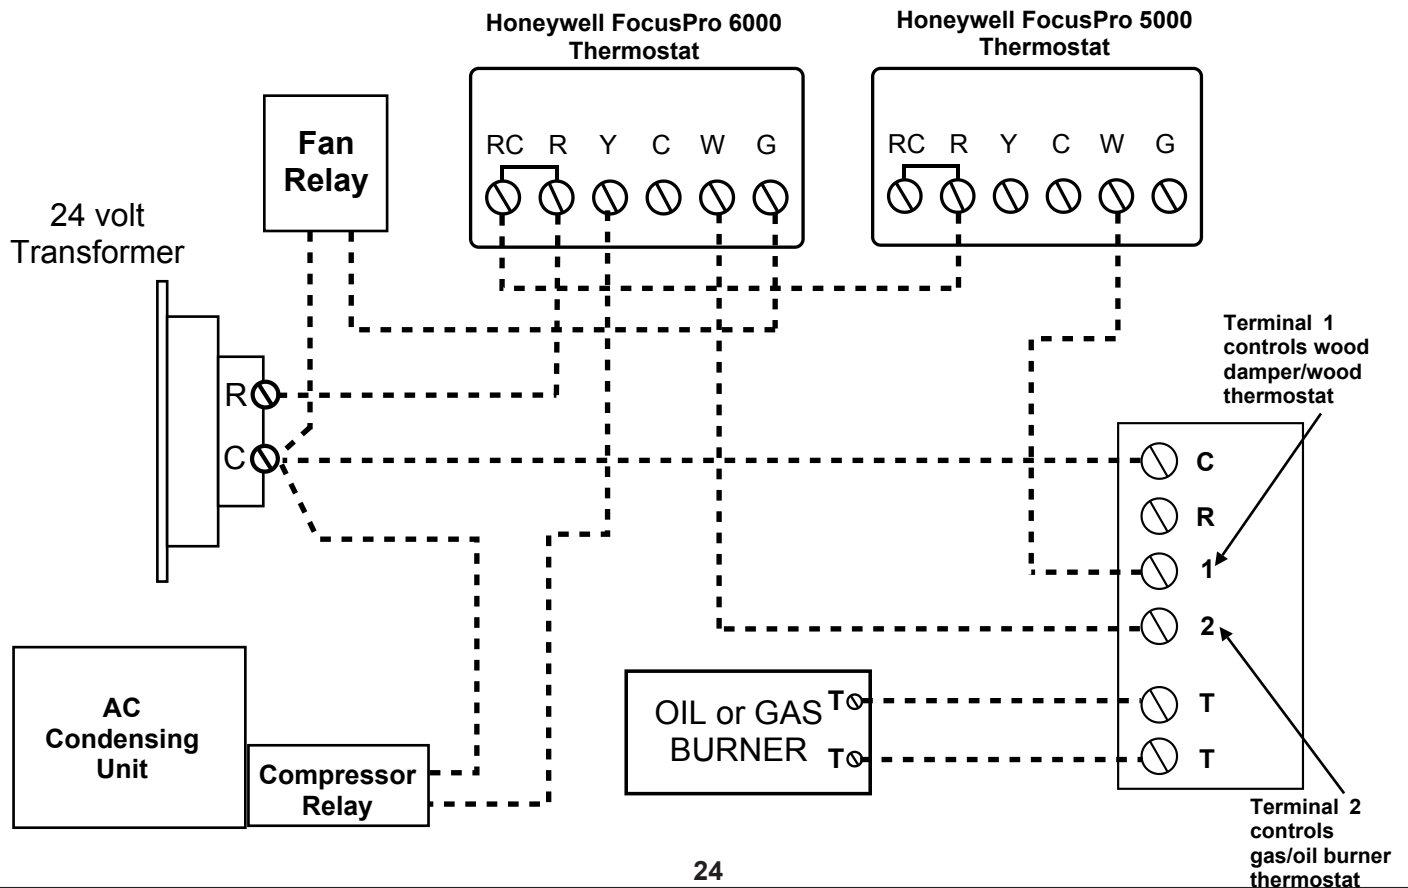 Honeywell FocusPro 6000
Thermostat
Honeywell FocusPro 5000
Thermostat
Fan
Relay
RC R Y C W G
RC R Y C W G
24 volt
Transformer
R
C
Terminal 1
controls wood
damper/wood
thermostat
C
R
1
2
T
T
OIL or GAS
BURNER
T
T
AC
Condensing
Unit
Compressor
Relay
Terminal 2
controls
gas/oil burner
thermostat
24